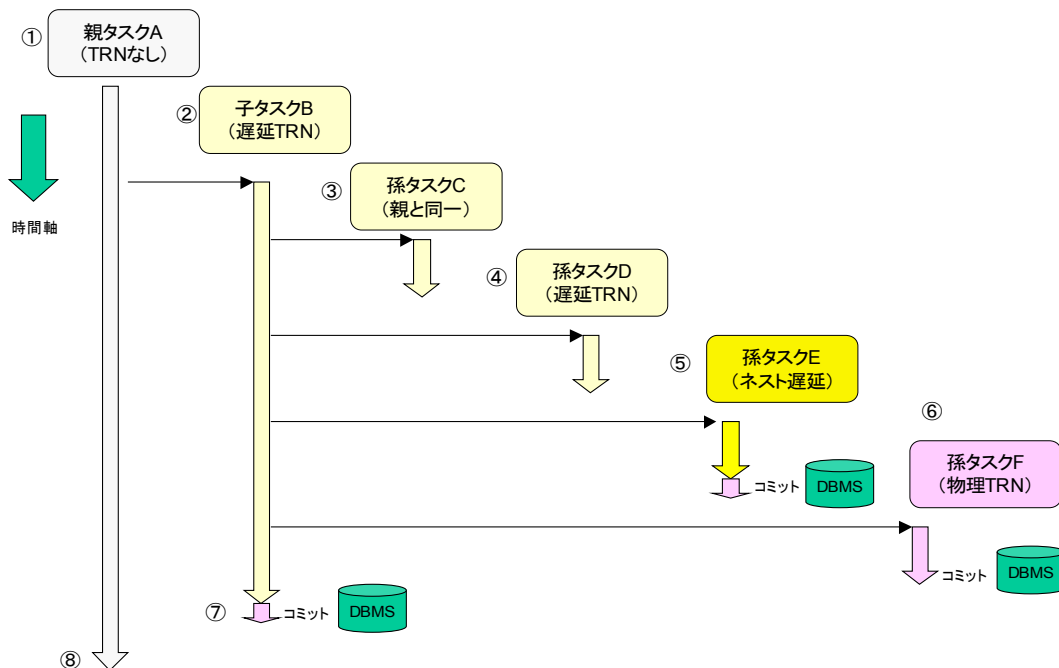 ①
親タスクA
（TRNなし）
②
子タスクB
（遅延TRN）
時間軸
③
孫タスクC
（親と同一）
④
孫タスクD
（遅延TRN）
⑤
孫タスクE
（ネスト遅延）
コミット
DBMS
⑥
孫タスクF
（物理TRN）
コミット
DBMS
⑦
コミット
DBMS
⑧